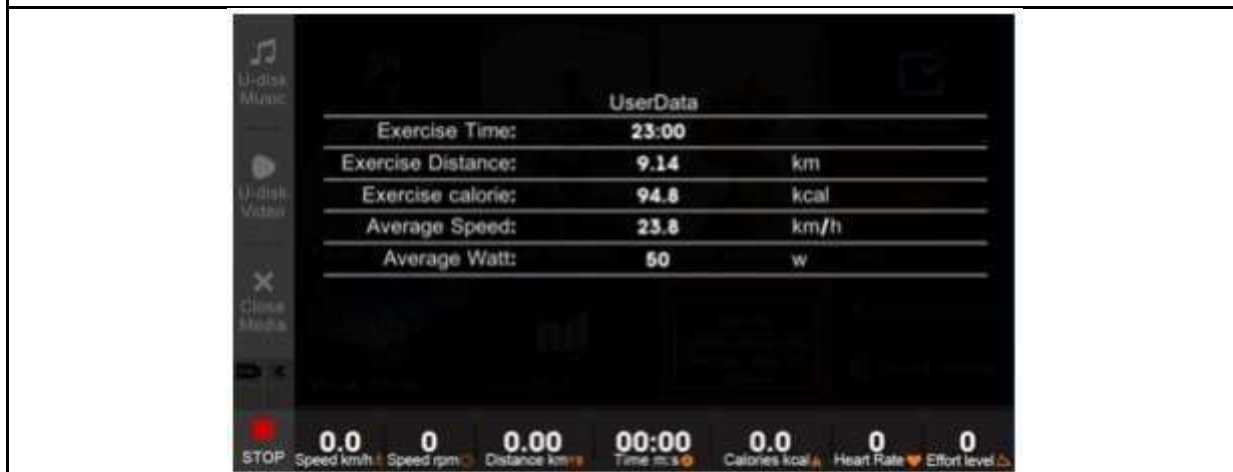 U-disk
Music
U-disk
Video
Close
Media
UserData
Exercise Time: 23:00
Exercise Distance: 9.14 km
Exercise calorie: 94.8 kcal
Average Speed: 23.8 km/h
Average Watt: 50 w
STOP
0.0 0 0.00 00:00 0.0 0 0
Speed km/h Speed rpm Distance km Time m:s Calories kcal Heart Rate Effort level